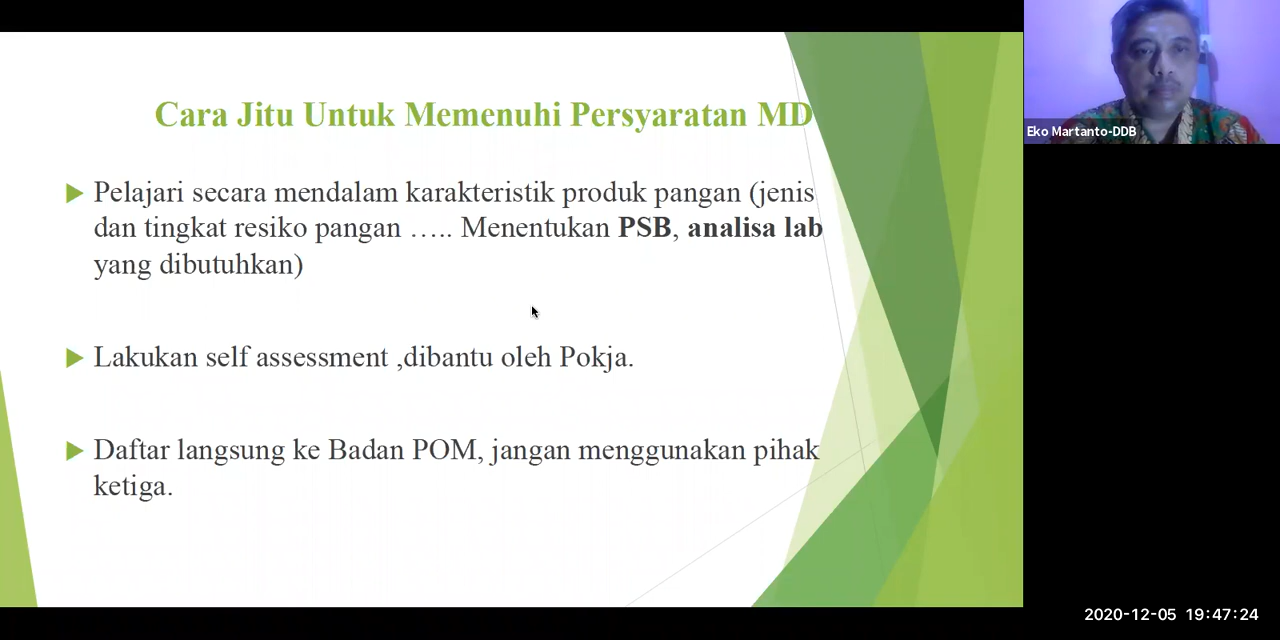 Cara Jitu Untuk Memenuhi Persyaratan MD
Pelajari secara mendalam karakteristik produk pangan (jenis
dan tingkat resiko pangan ….. Menentukan PSB, analisa lab
yang dibutuhkan)
Lakukan self assessment ,dibantu oleh Pokja.
Daftar langsung ke Badan POM, jangan menggunakan pihak
ketiga.
Eko Martanto-DDB
2020-12-05 19:47:24